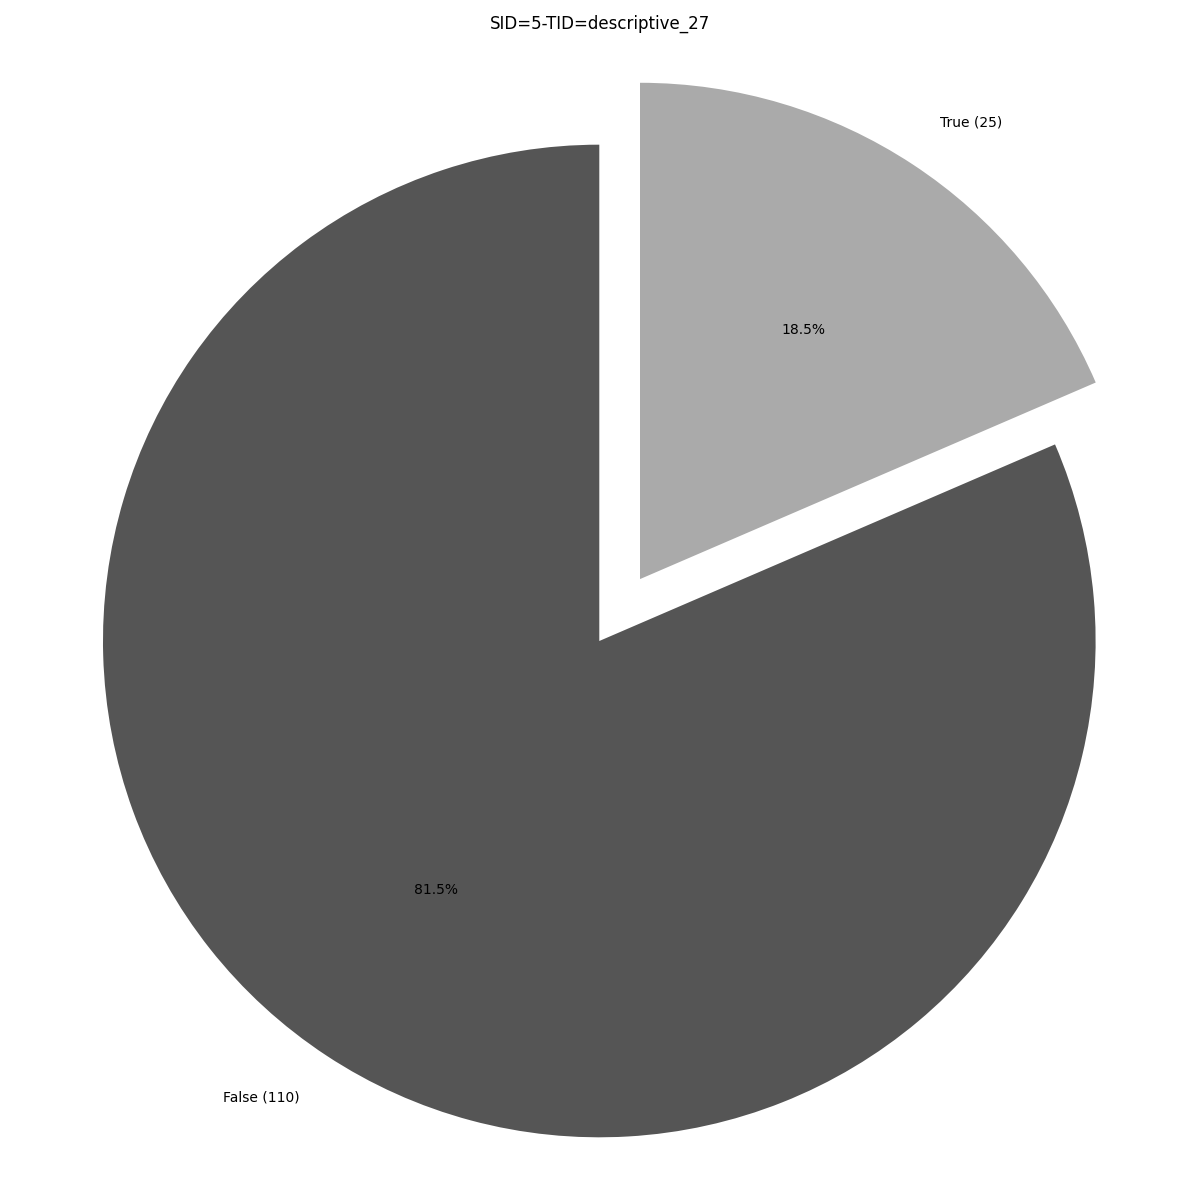 SID=5-TID=descriptive_27
True (25)
18.5%
81.5%
False (110)